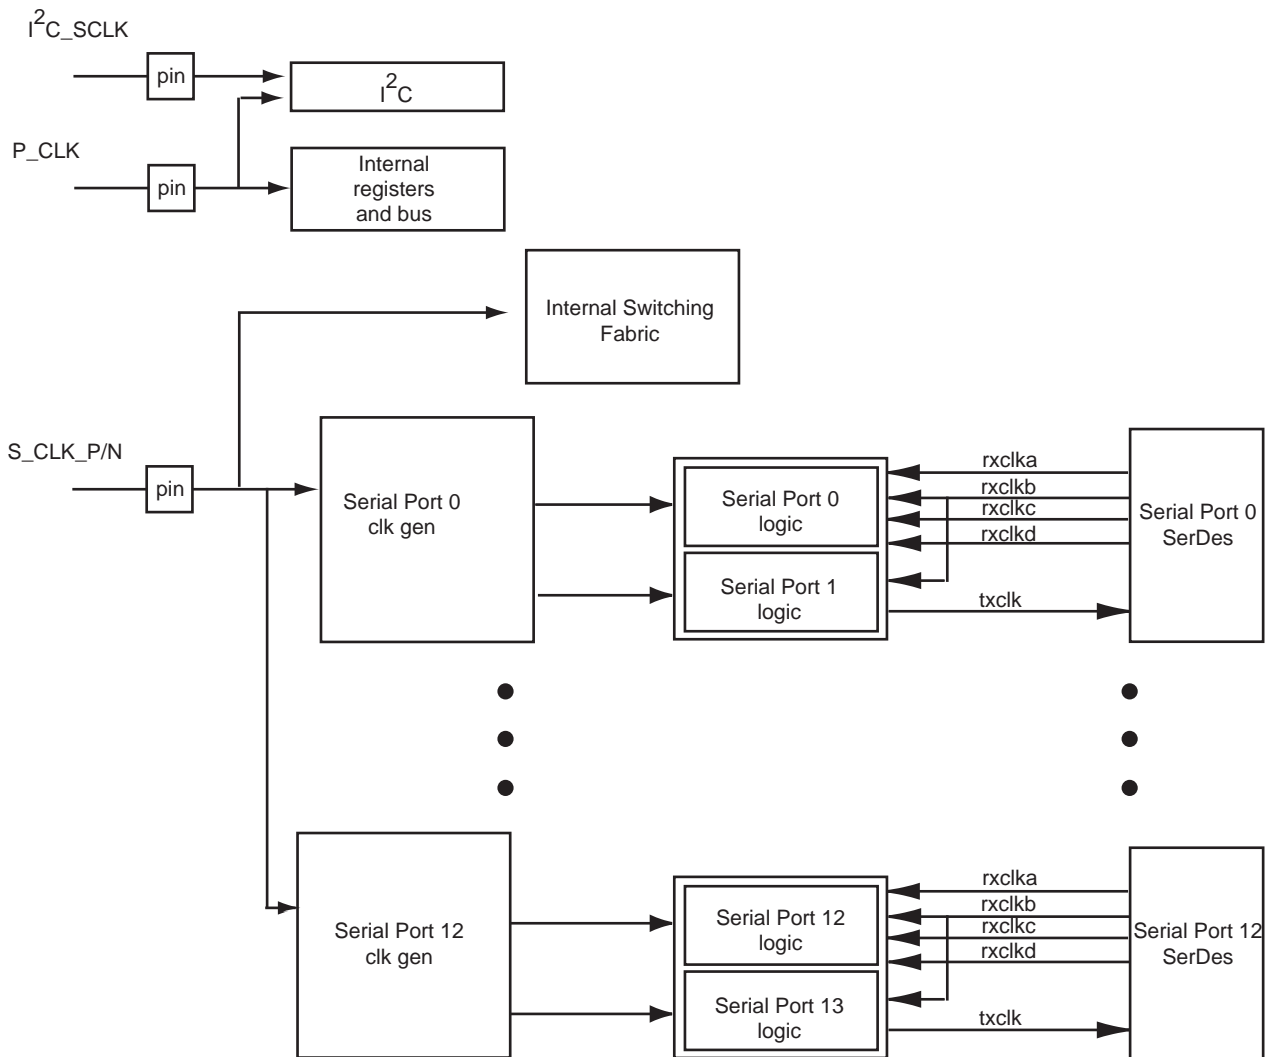 I²C_SCLK
pin
I²C
P_CLK
pin
Internal
registers
and bus
Internal Switching
Fabric
S_CLK_P/N
pin
Serial Port 0
clk gen
Serial Port 0
logic
Serial Port 1
logic
rxclka
rxclkb
rxclkc
rxclkd
txclk
Serial Port 0
SerDes
Serial Port 12
clk gen
Serial Port 12
logic
Serial Port 13
logic
rxclka
rxclkb
rxclkc
rxclkd
txclk
Serial Port 12
SerDes